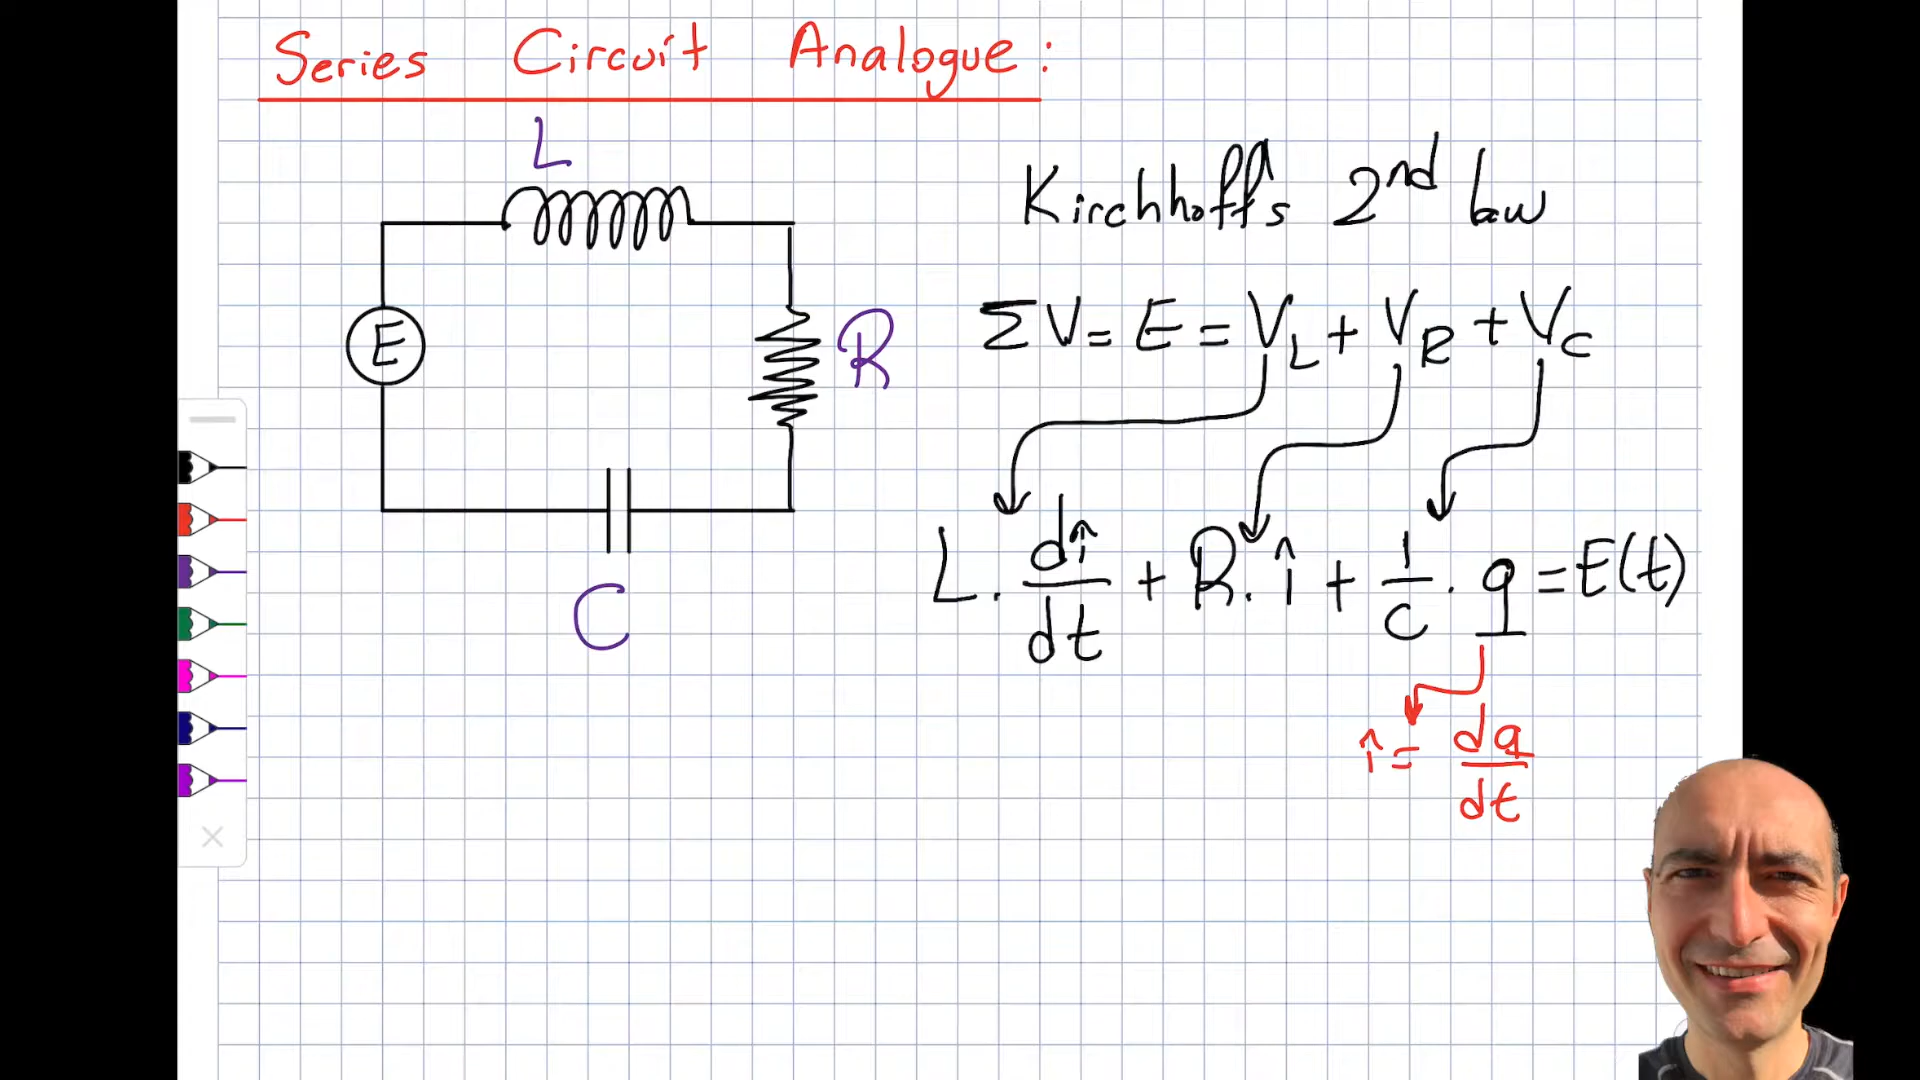 Series Circuit Analogue:
L
E
R
C
Kirchhoff's 2nd law
ΣV = E = V_L + V_R + V_C
L · di/dt + R · i + 1/c · q = E(t)
i = dq/dt